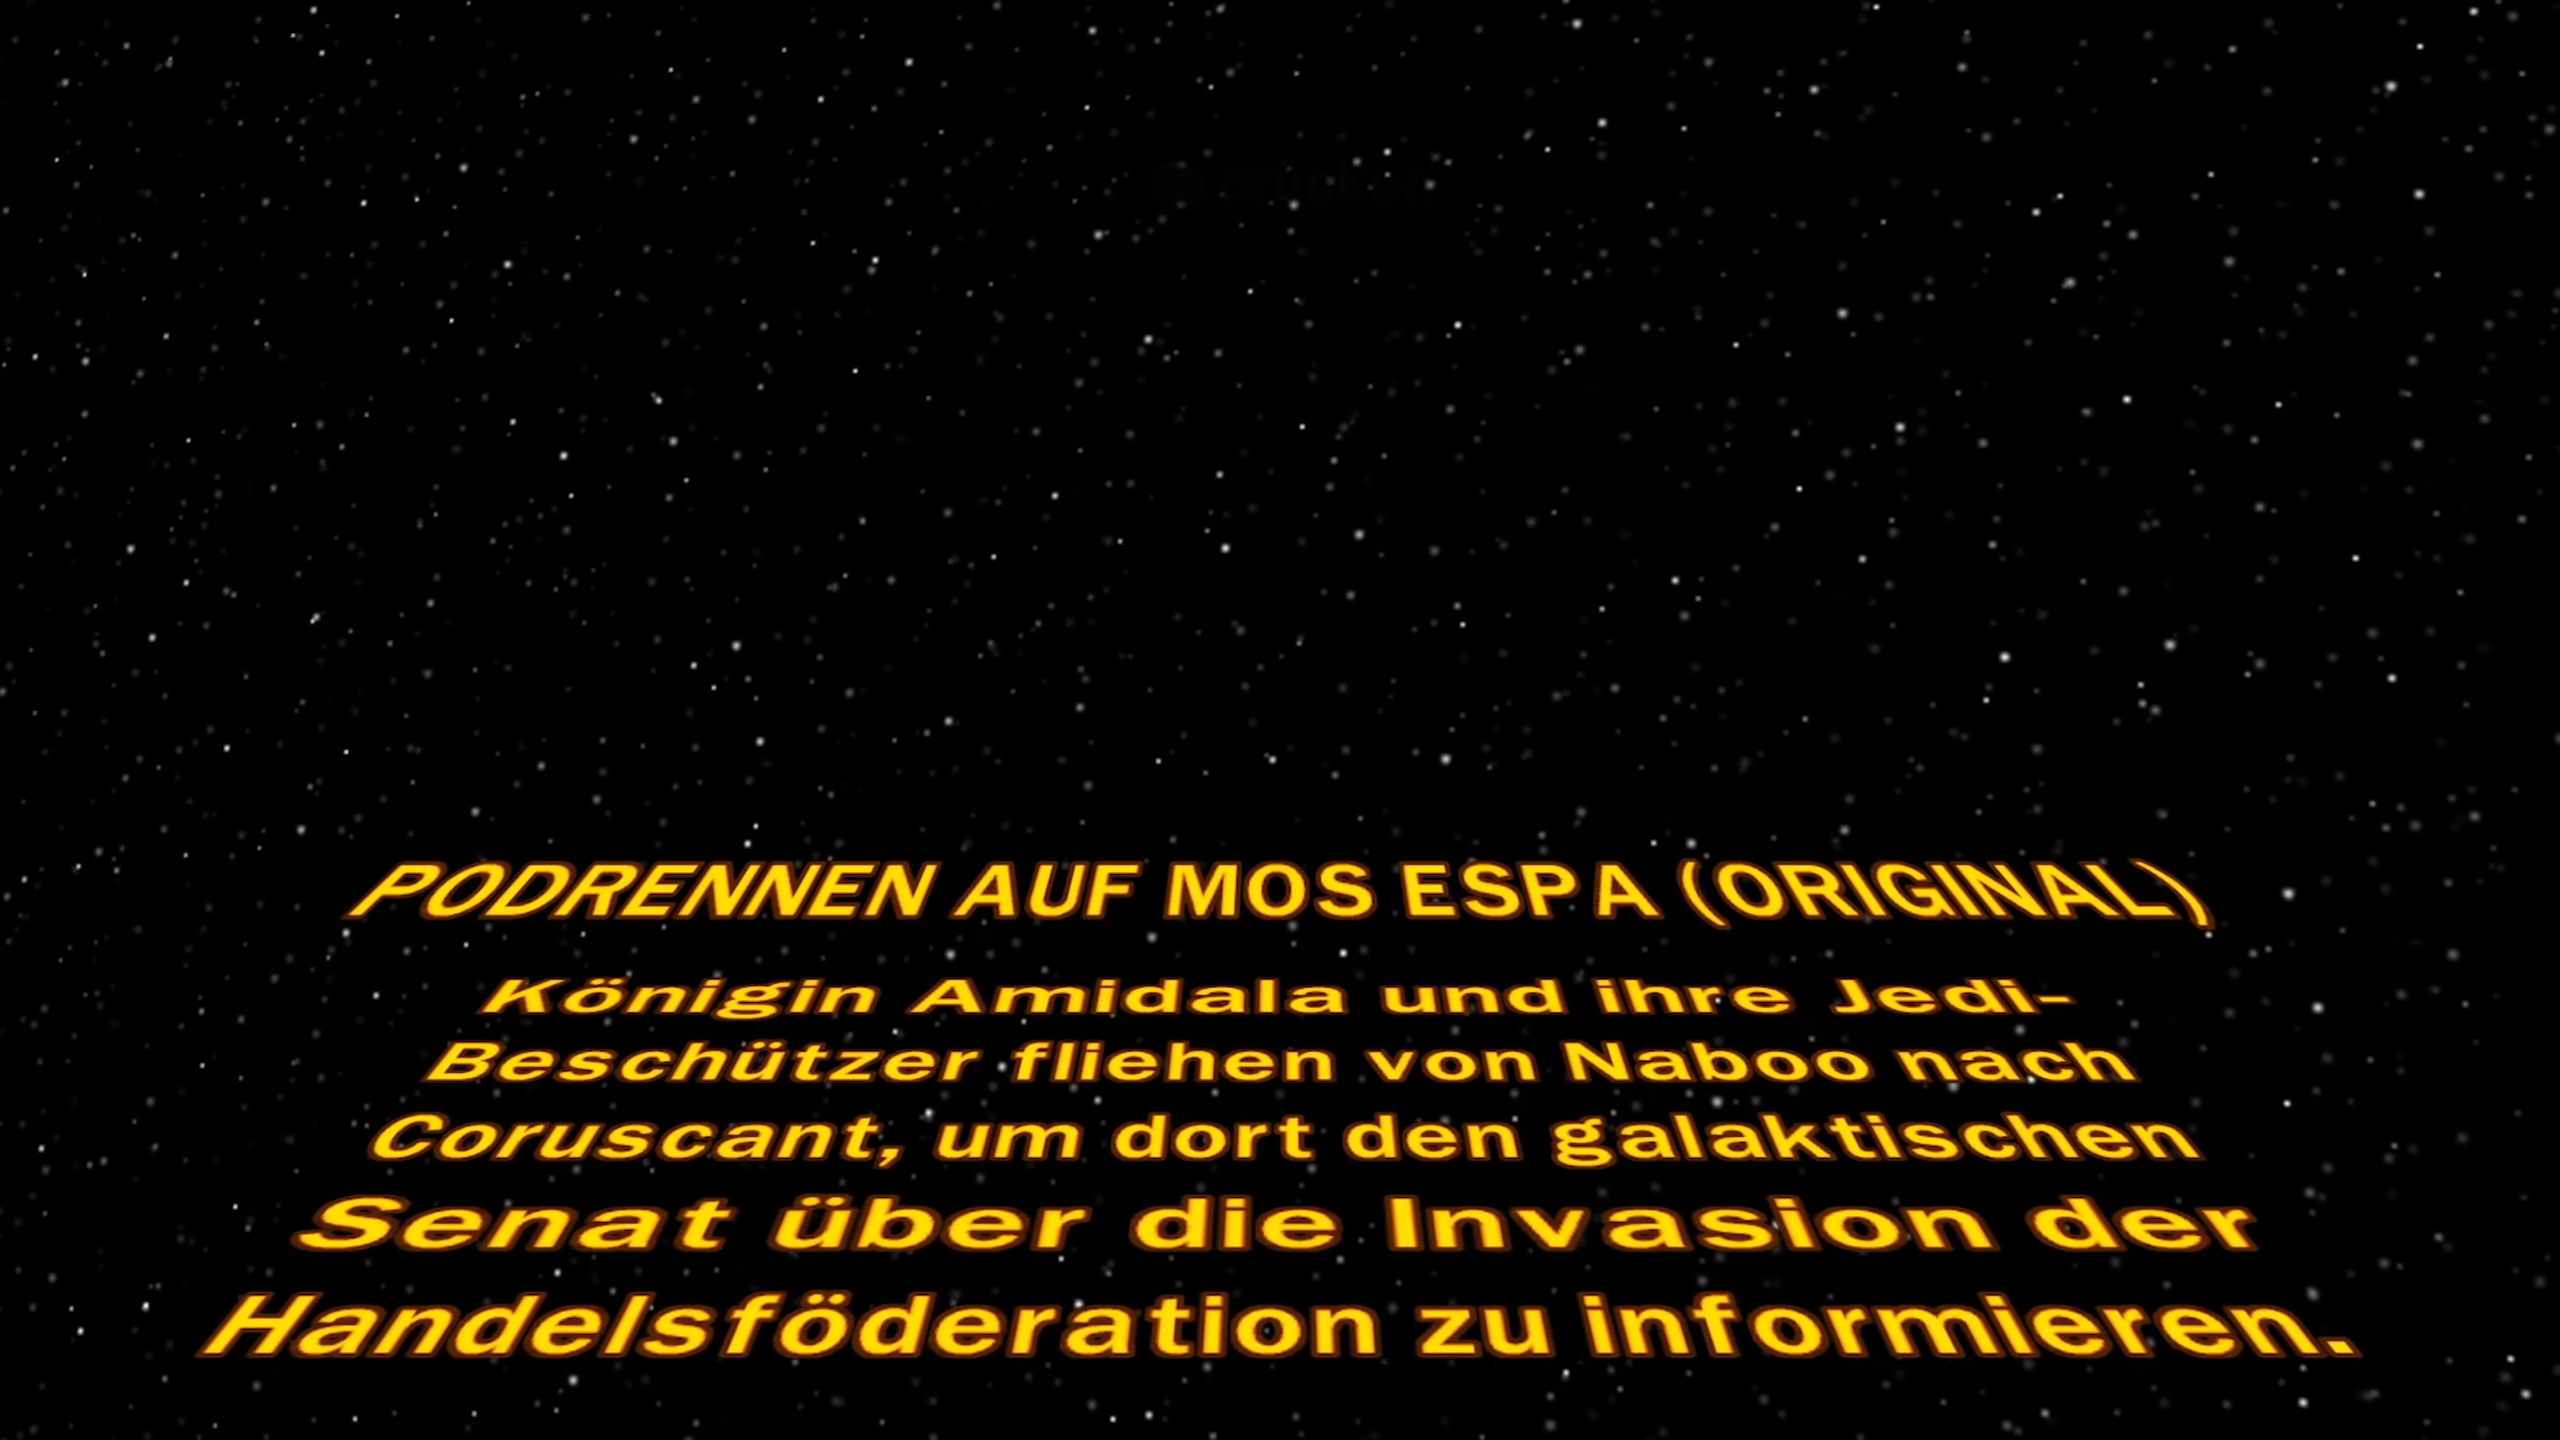 PODRENNEN AUF MOS ESPA (ORIGINAL)
Königin Amidala und ihre Jedi-
Beschützer fliehen von Naboo nach
Coruscant, um dort den galaktischen
Senat über die Invasion der
Handelsföderation zu informieren.